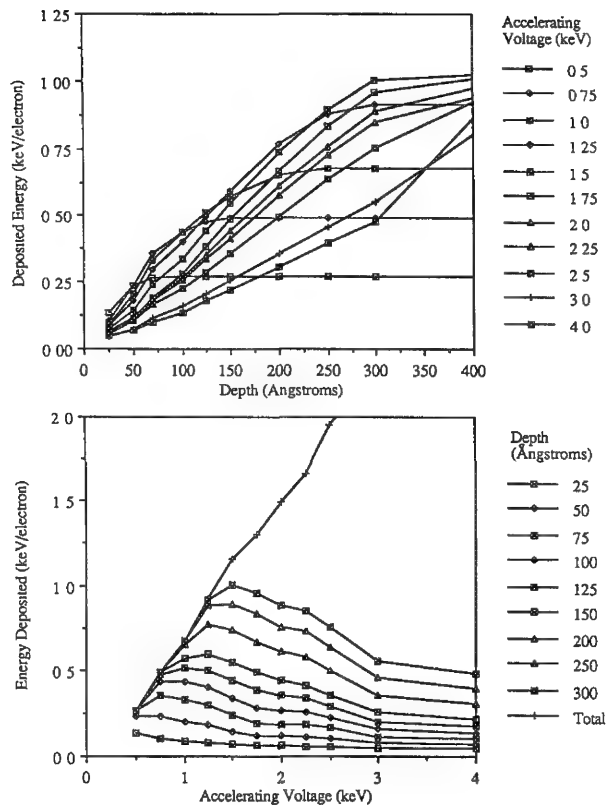 1 25
1 00
0 75
0 50
0 25
0 00
Deposited Energy (keV/electron)
0 50 100 150 200 250 300 350 400
Depth (Angstroms)
Accelerating
Voltage (keV)
0 5
0 75
1 0
1 25
1 5
1 75
2 0
2 25
2 5
3 0
4 0
2 0
1 5
1 0
0 5
0 0
Energy Deposited (keV/electron)
0 1 2 3 4
Accelerating Voltage (keV)
Depth
(Ångstroms)
25
50
75
100
125
150
200
250
300
Total